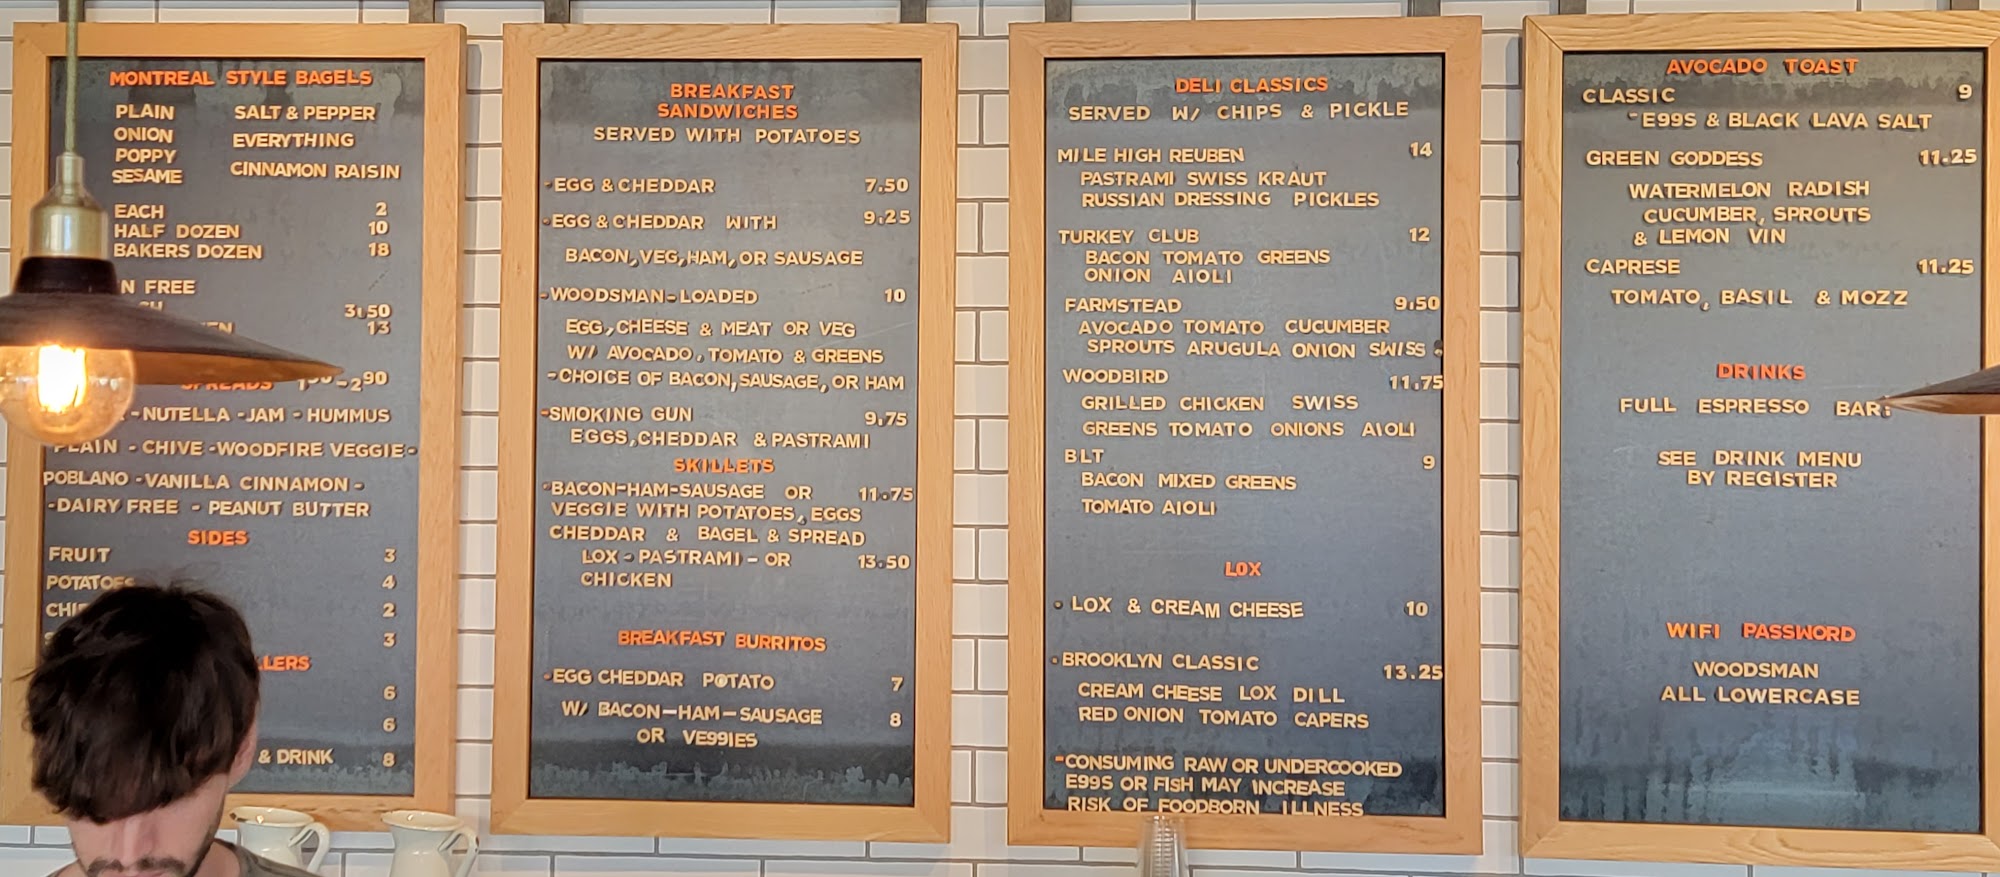 MONTREAL STYLE BAGELS
PLAIN SALT & PEPPER
ONION EVERYTHING
POPPY
SESAME CINNAMON RAISIN
EACH 2
HALF DOZEN 10
BAKERS DOZEN 18
FREE
3.50
13
SPREADS 1⁵⁰-2⁹⁰
-NUTELLA -JAM - HUMMUS
PLAIN - CHIVE -WOODFIRE VEGGIE-
POBLANO -VANILLA CINNAMON -
-DAIRY FREE - PEANUT BUTTER
SIDES
FRUIT 3
POTATOES 4
2
3
6
6
& DRINK 8
BREAKFAST
SANDWICHES
SERVED WITH POTATOES
-EGG & CHEDDAR 7.50
-EGG & CHEDDAR WITH 9.25
BACON,VEG,HAM,OR SAUSAGE
-WOODSMAN-LOADED 10
EGG,CHEESE & MEAT OR VEG
W/ AVOCADO,TOMATO & GREENS
-CHOICE OF BACON,SAUSAGE,OR HAM
-SMOKING GUN 9.75
EGGS,CHEDDAR & PASTRAMI
SKILLETS
-BACON-HAM-SAUSAGE OR 11.75
VEGGIE WITH POTATOES, EGGS
CHEDDAR & BAGEL & SPREAD
LOX - PASTRAMI - OR 13.50
CHICKEN
BREAKFAST BURRITOS
-EGG CHEDDAR POTATO 7
W/ BACON-HAM-SAUSAGE 8
OR VE99IES
DELI CLASSICS
SERVED W/ CHIPS & PICKLE
MILE HIGH REUBEN 14
PASTRAMI SWISS KRAUT
RUSSIAN DRESSING PICKLES
TURKEY CLUB 12
BACON TOMATO GREENS
ONION AIOLI
FARMSTEAD 9.50
AVOCADO TOMATO CUCUMBER
SPROUTS ARUGULA ONION SWISS
WOODBIRD 11.75
GRILLED CHICKEN SWISS
GREENS TOMATO ONIONS AIOLI
BLT 9
BACON MIXED GREENS
TOMATO AIOLI
LOX
- LOX & CREAM CHEESE 10
-BROOKLYN CLASSIC 13.25
CREAM CHEESE LOX DILL
RED ONION TOMATO CAPERS
-CONSUMING RAW OR UNDERCOOKED
E99S OR FISH MAY INCREASE
RISK OF FOODBORN ILLNESS
AVOCADO TOAST
CLASSIC 9
-E99S & BLACK LAVA SALT
GREEN GODDESS 11.25
WATERMELON RADISH
CUCUMBER, SPROUTS
& LEMON VIN
CAPRESE 11.25
TOMATO, BASIL & MOZZ
DRINKS
FULL ESPRESSO BAR:
SEE DRINK MENU
BY REGISTER
WIFI PASSWORD
WOODSMAN
ALL LOWERCASE